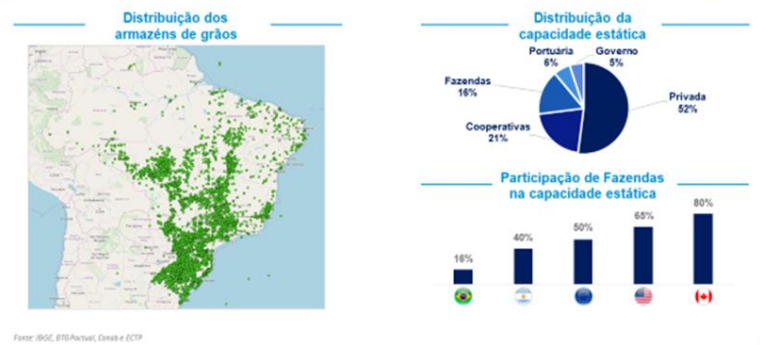 Distribuição dos
armazéns de grãos
Distribuição da
capacidade estática
Portuária
6%
Governo
5%
Fazendas
16%
Privada
52%
Cooperativas
21%
Participação de Fazendas
na capacidade estática
16%
40%
50%
65%
80%
Fonte: IBGE, BTG Pactual, Conab e ECTP